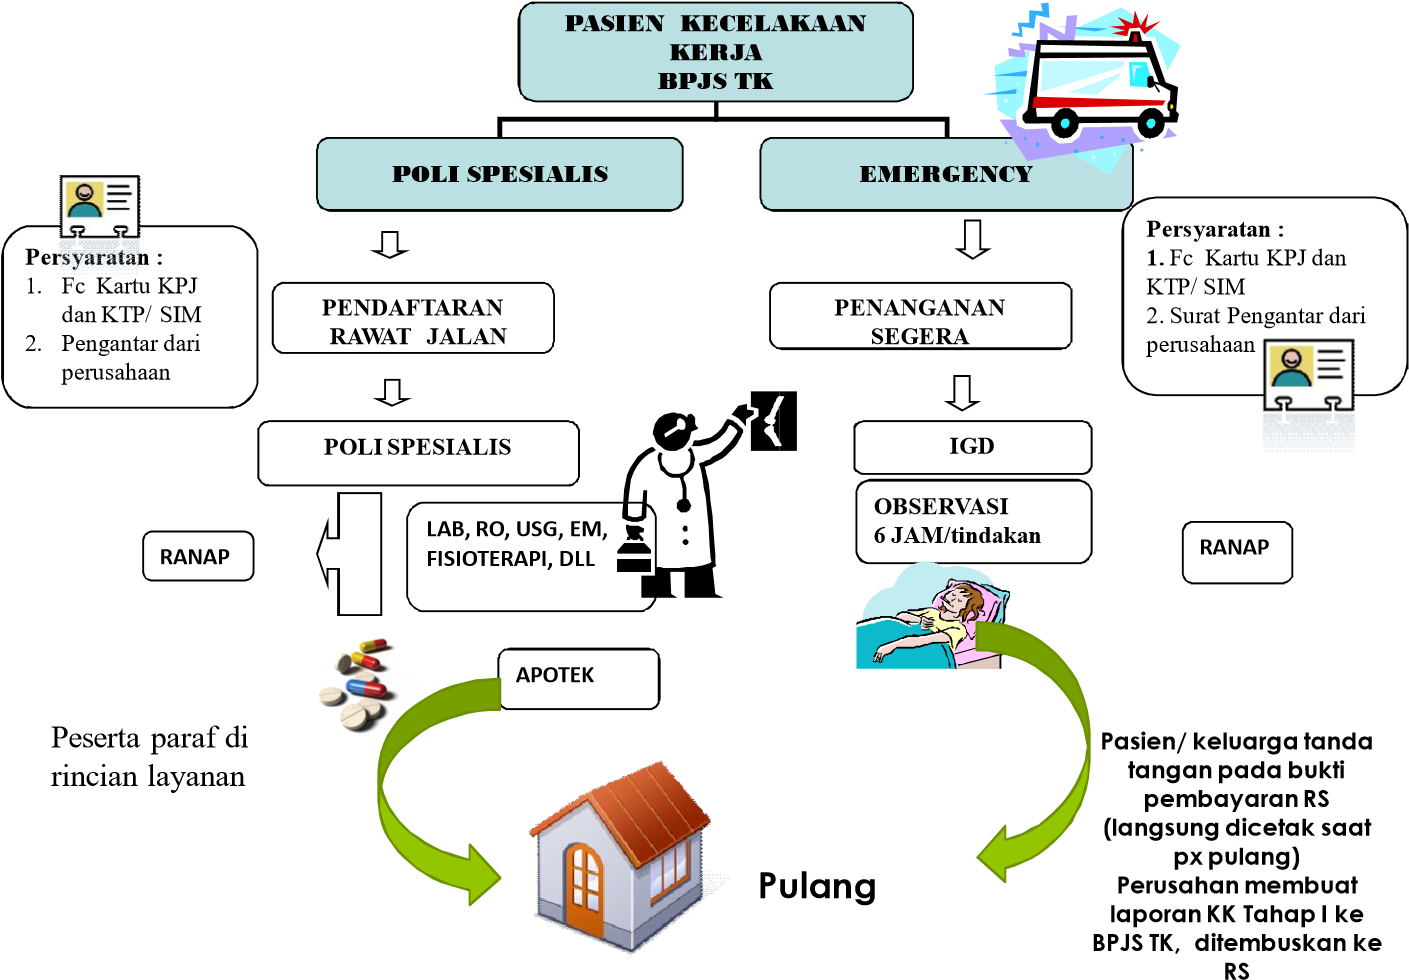 PASIEN KECELAKAAN
KERJA
BPJS TK
POLI SPESIALIS
EMERGENCY
Persyaratan :
1. Fc Kartu KPJ
dan KTP/ SIM
2. Pengantar dari
perusahaan
PENDAFTARAN
RAWAT JALAN
PENANGANAN
SEGERA
Persyaratan :
1. Fc Kartu KPJ dan
KTP/ SIM
2. Surat Pengantar dari
perusahaan
POLI SPESIALIS
IGD
OBSERVASI
6 JAM/tindakan
RANAP
LAB, RO, USG, EM,
FISIOTERAPI, DLL
RANAP
APOTEK
Peserta paraf di
rincian layanan
Pulang
Pasien/ keluarga tanda
tangan pada bukti
pembayaran RS
(langsung dicetak saat
px pulang)
Perusahan membuat
laporan KK Tahap I ke
BPJS TK, ditembuskan ke
RS